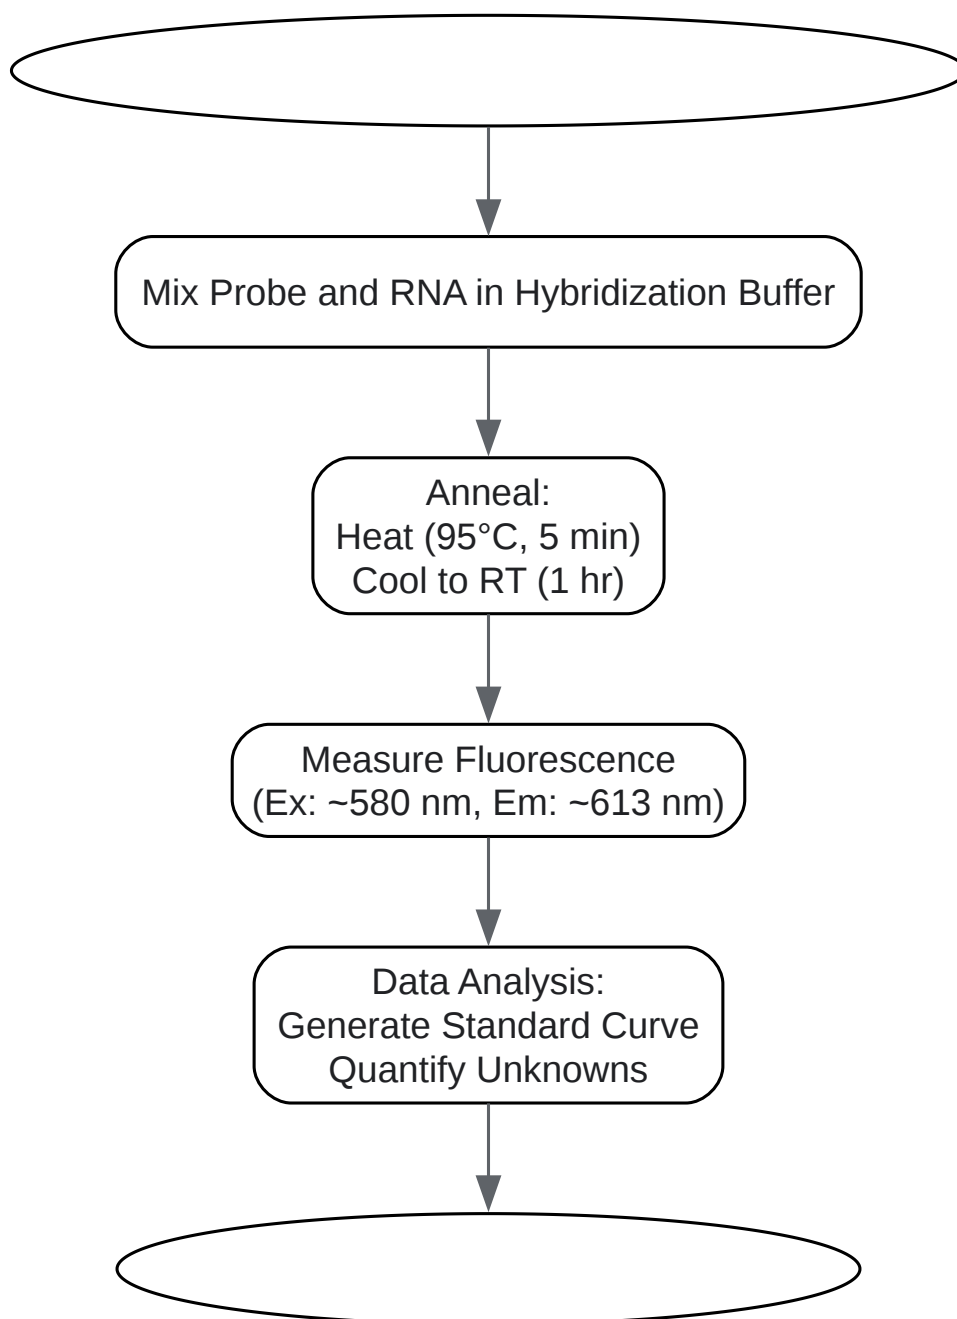 Mix Probe and RNA in Hybridization Buffer
Anneal:
Heat (95°C, 5 min)
Cool to RT (1 hr)
Measure Fluorescence
(Ex: ~580 nm, Em: ~613 nm)
Data Analysis:
Generate Standard Curve
Quantify Unknowns